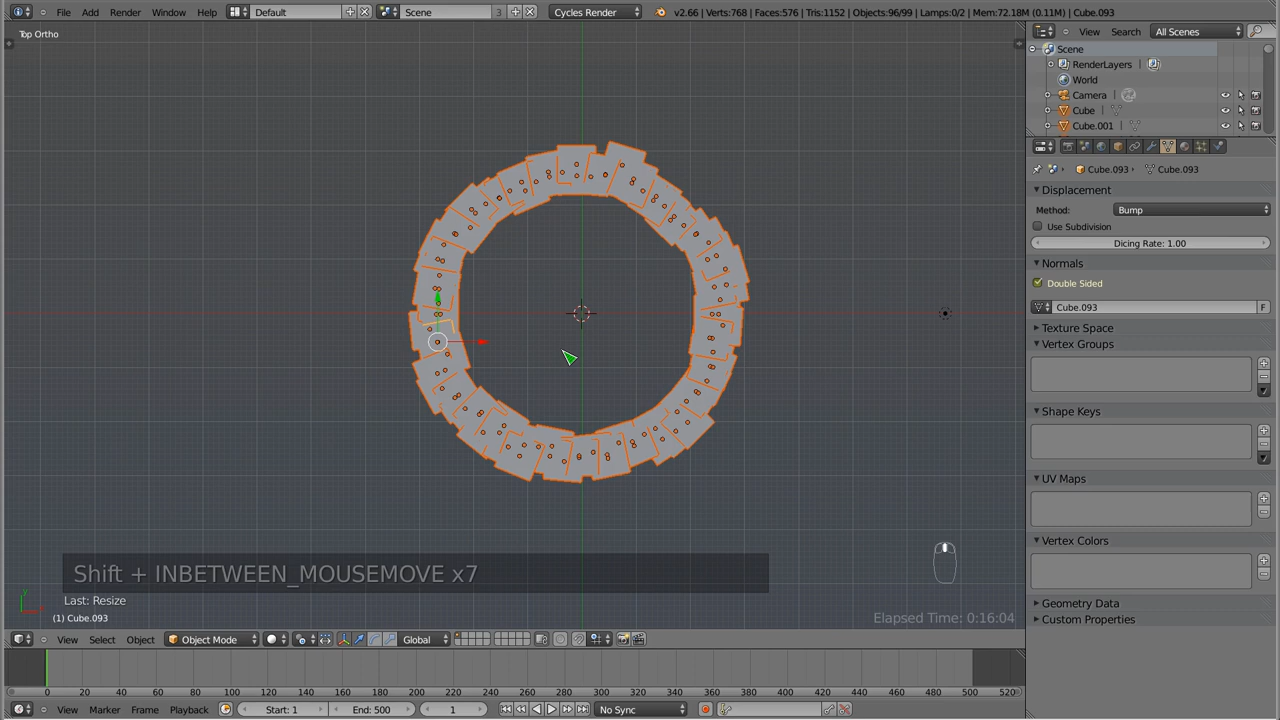 File Add Render Window Help Default Scene 3 Cycles Render v2.66 | Verts:768 | Faces:576 | Tris:1152 | Objects:96/99 | Lamps:0/2 | Mem:72.18M (0.11M) | Cube.093
Top Ortho
View Search All Scenes
Scene
RenderLayers
World
Camera
Cube
Cube.001
Cube.093 Cube.093
Displacement
Method: Bump
Use Subdivision
Dicing Rate: 1.00
Normals
Double Sided
Cube.093 F
Texture Space
Vertex Groups
Shape Keys
UV Maps
Vertex Colors
Geometry Data
Custom Properties
Shift + INBETWEEN_MOUSEMOVE x7
Last: Resize
(1) Cube.093
Elapsed Time: 0:16:04
View Select Object Object Mode Global
0 20 40 60 80 100 120 140 160 180 200 220 240 260 280 300 320 340 360 380 400 420 440 460 480 500 520
View Marker Frame Playback Start: 1 End: 500 1 No Sync